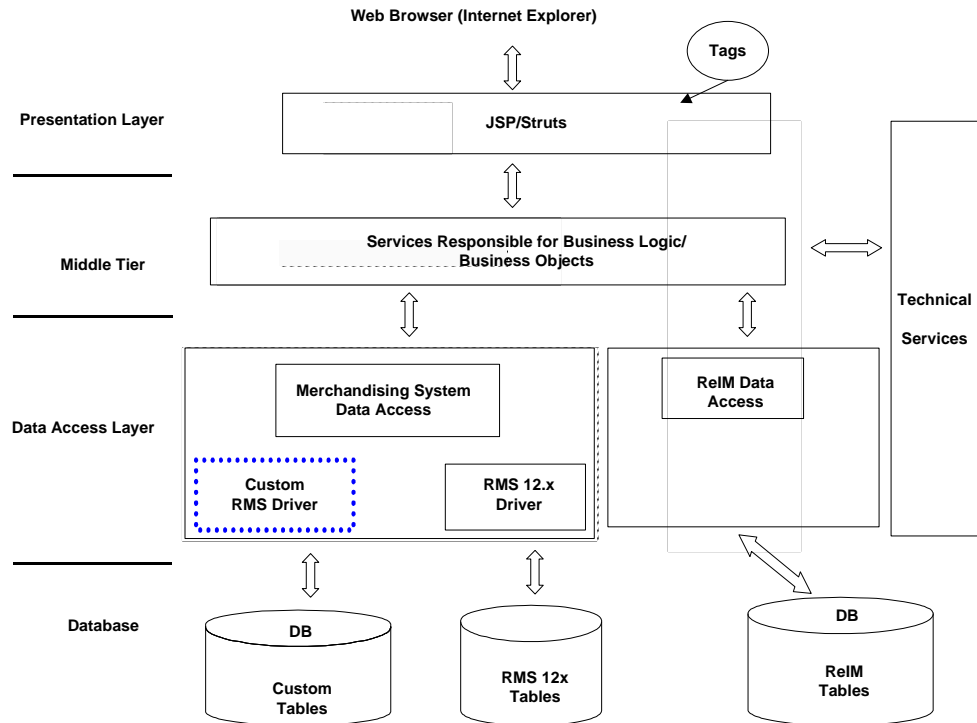 Web Browser (Internet Explorer)
Tags
Presentation Layer
JSP/Struts
Services Responsible for Business Logic/
Business Objects
Middle Tier
Technical
Services
Merchandising System
Data Access
ReIM Data
Access
Data Access Layer
Custom
RMS Driver
RMS 12.x
Driver
Database
DB
Custom
Tables
RMS 12x
Tables
DB
ReIM
Tables